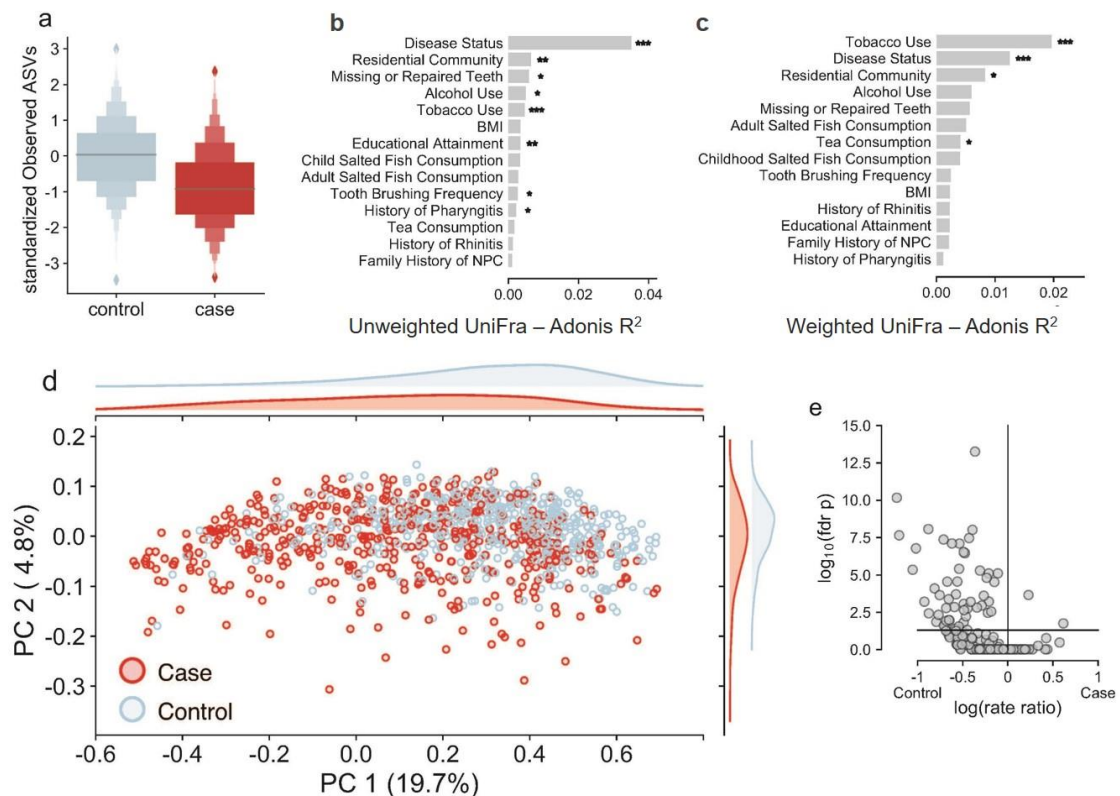 a
standardized Observed ASVs
3
2
1
0
-1
-2
-3
control case
b
Disease Status ***
Residential Community **
Missing or Repaired Teeth *
Alcohol Use *
Tobacco Use ***
BMI
Educational Attainment **
Child Salted Fish Consumption
Adult Salted Fish Consumption
Tooth Brushing Frequency *
History of Pharyngitis *
Tea Consumption
History of Rhinitis
Family History of NPC
0.00 0.02 0.04
Unweighted UniFra – Adonis R²
c
Tobacco Use ***
Disease Status ***
Residential Community *
Alcohol Use
Missing or Repaired Teeth
Adult Salted Fish Consumption
Tea Consumption *
Childhood Salted Fish Consumption
Tooth Brushing Frequency
BMI
History of Rhinitis
Educational Attainment
Family History of NPC
History of Pharyngitis
0.00 0.01 0.02
Weighted UniFra – Adonis R²
d
PC 2 ( 4.8%)
0.2
0.1
0.0
-0.1
-0.2
-0.3
Case
Control
-0.6 -0.4 -0.2 0.0 0.2 0.4 0.6
PC 1 (19.7%)
e
log₁₀(fdr p)
15.0
12.5
10.0
7.5
5.0
2.5
0.0
-1 -0.5 0 0.5 1
Control Case
log(rate ratio)